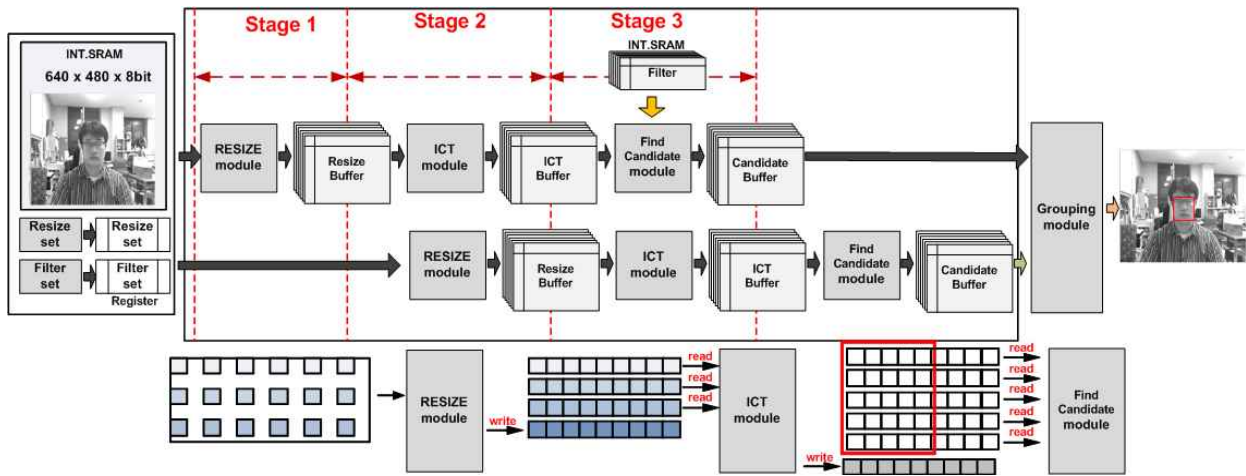 Stage 1
Stage 2
Stage 3
INT.SRAM
640 x 480 x 8bit
INT.SRAM
Filter
RESIZE
module
Resize
Buffer
ICT
module
ICT
Buffer
Find
Candidate
module
Candidate
Buffer
Resize
set
Resize
set
Filter
set
Filter
set
Register
RESIZE
module
Resize
Buffer
ICT
module
ICT
Buffer
Find
Candidate
module
Candidate
Buffer
Grouping
module
RESIZE
module
write
read
read
read
ICT
module
write
read
read
read
read
read
Find
Candidate
module